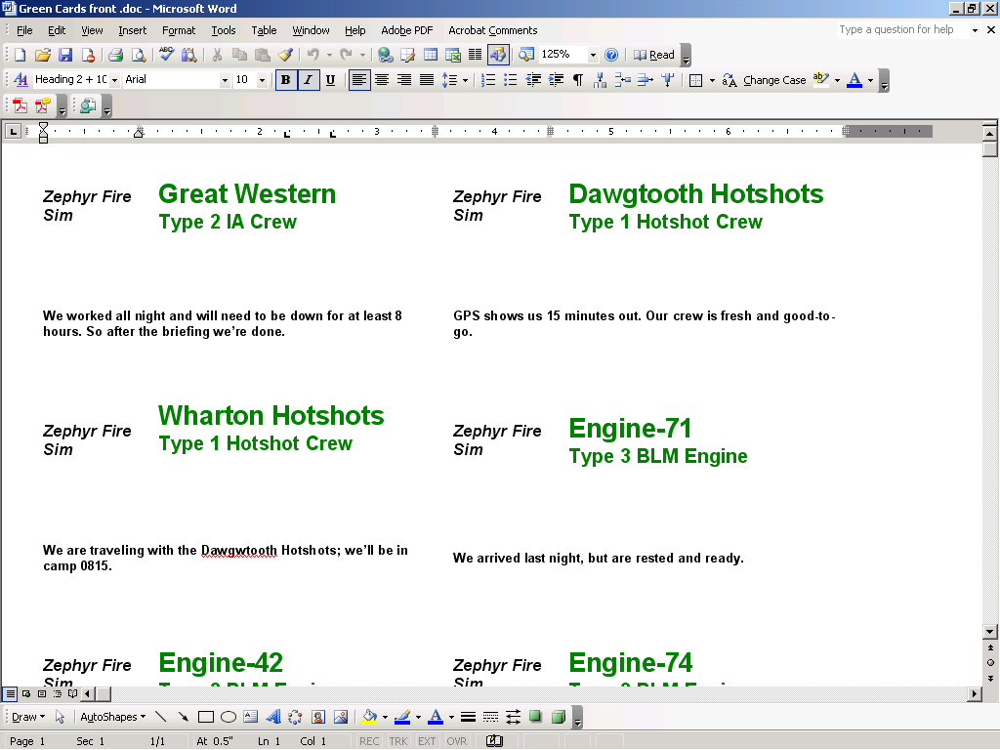 Green Cards front .doc - Microsoft Word
File Edit View Insert Format Tools Table Window Help Adobe PDF Acrobat Comments Type a question for help
125% Read
Heading 2 + 10 Arial 10 B I U Change Case
1 2 3 4 5 6
Zephyr Fire
Sim
Great Western
Type 2 IA Crew
Zephyr Fire
Sim
Dawgtooth Hotshots
Type 1 Hotshot Crew
We worked all night and will need to be down for at least 8
hours. So after the briefing we're done.
GPS shows us 15 minutes out. Our crew is fresh and good-to-
go.
Zephyr Fire
Sim
Wharton Hotshots
Type 1 Hotshot Crew
Zephyr Fire
Sim
Engine-71
Type 3 BLM Engine
We are traveling with the Dawgwtooth Hotshots; we'll be in
camp 0815.
We arrived last night, but are rested and ready.
Zephyr Fire
Sim
Engine-42
Zephyr Fire
Sim
Engine-74
Draw AutoShapes
Page 1 Sec 1 1/1 At 0.5" Ln 1 Col 1 REC TRK EXT OVR